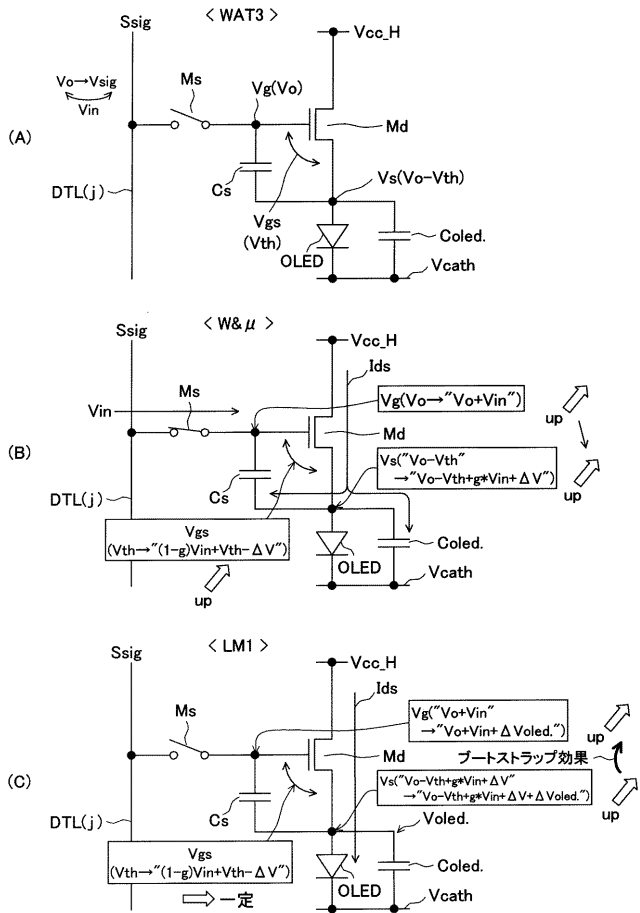 < WAT3 >
Ssig
Vcc_H
Vo→Vsig
Vin
Ms
Vg(Vo)
(A)
Md
DTL(j)
Cs
Vs(Vo-Vth)
Vgs
(Vth)
OLED
Coled.
Vcath
< W&μ >
Ssig
Vcc_H
Ids
Vin
Ms
Vg(Vo→"Vo+Vin")
up
(B)
Md
Vs("Vo-Vth"
→"Vo-Vth+g*Vin+ΔV")
up
DTL(j)
Cs
Vgs
(Vth→"(1-g)Vin+Vth-ΔV")
up
OLED
Coled.
Vcath
< LM1 >
Ssig
Vcc_H
Ids
Ms
Vg("Vo+Vin"
→"Vo+Vin+ΔVoled.")
up
(C)
Md
ブートストラップ効果
Vs("Vo-Vth+g*Vin+ΔV"
→"Vo-Vth+g*Vin+ΔV+ΔVoled.")
up
DTL(j)
Cs
Voled.
Vgs
(Vth→"(1-g)Vin+Vth-ΔV")
一定
OLED
Coled.
Vcath